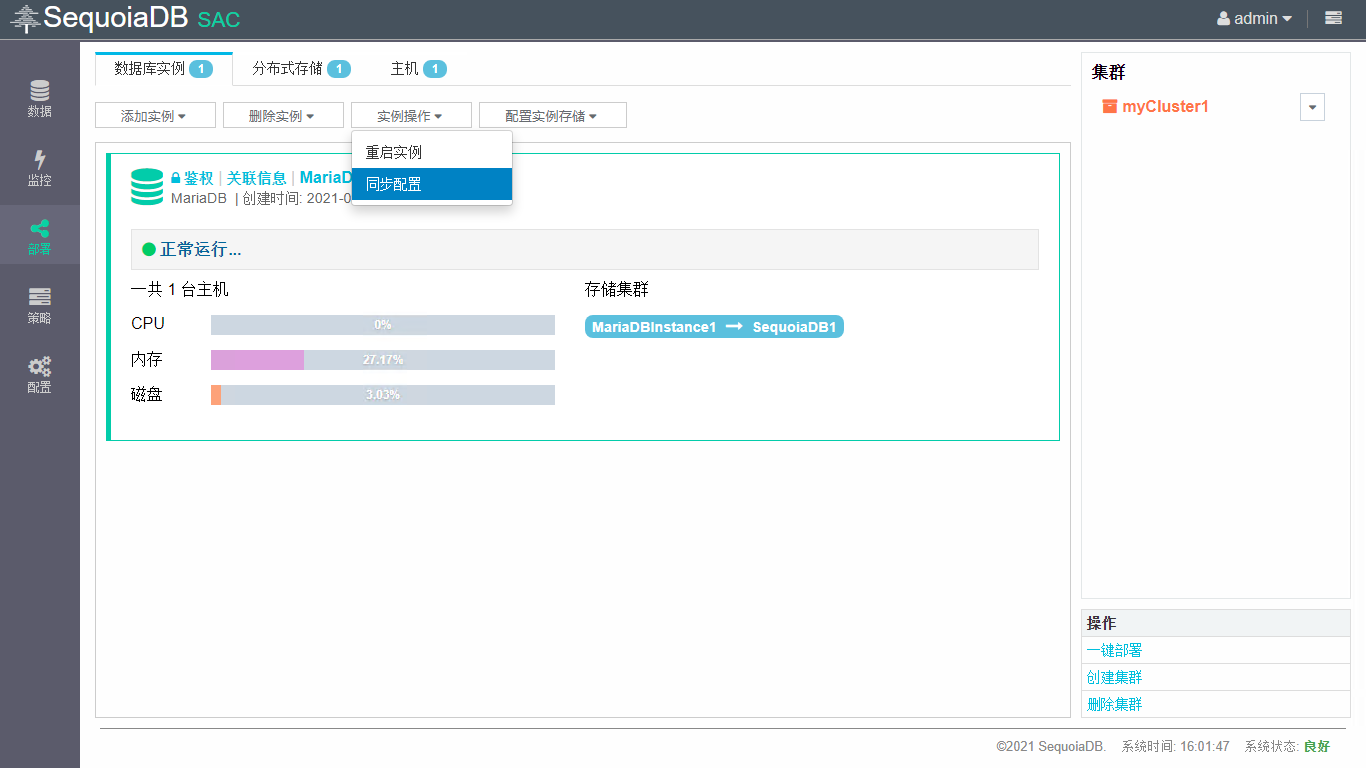 SequoiaDB SAC
admin
数据库实例 1 分布式存储 1 主机 1
添加实例 删除实例 实例操作 配置实例存储
重启实例
同步配置
鉴权 | 关联信息 | MariaD
MariaDB | 创建时间: 2021-0
正常运行...
一共 1 台主机
CPU 0%
内存 27.17%
磁盘 3.03%
存储集群
MariaDBInstance1 → SequoiaDB1
数据
监控
部署
策略
配置
集群
myCluster1
操作
一键部署
创建集群
删除集群
©2021 SequoiaDB. 系统时间: 16:01:47 系统状态: 良好